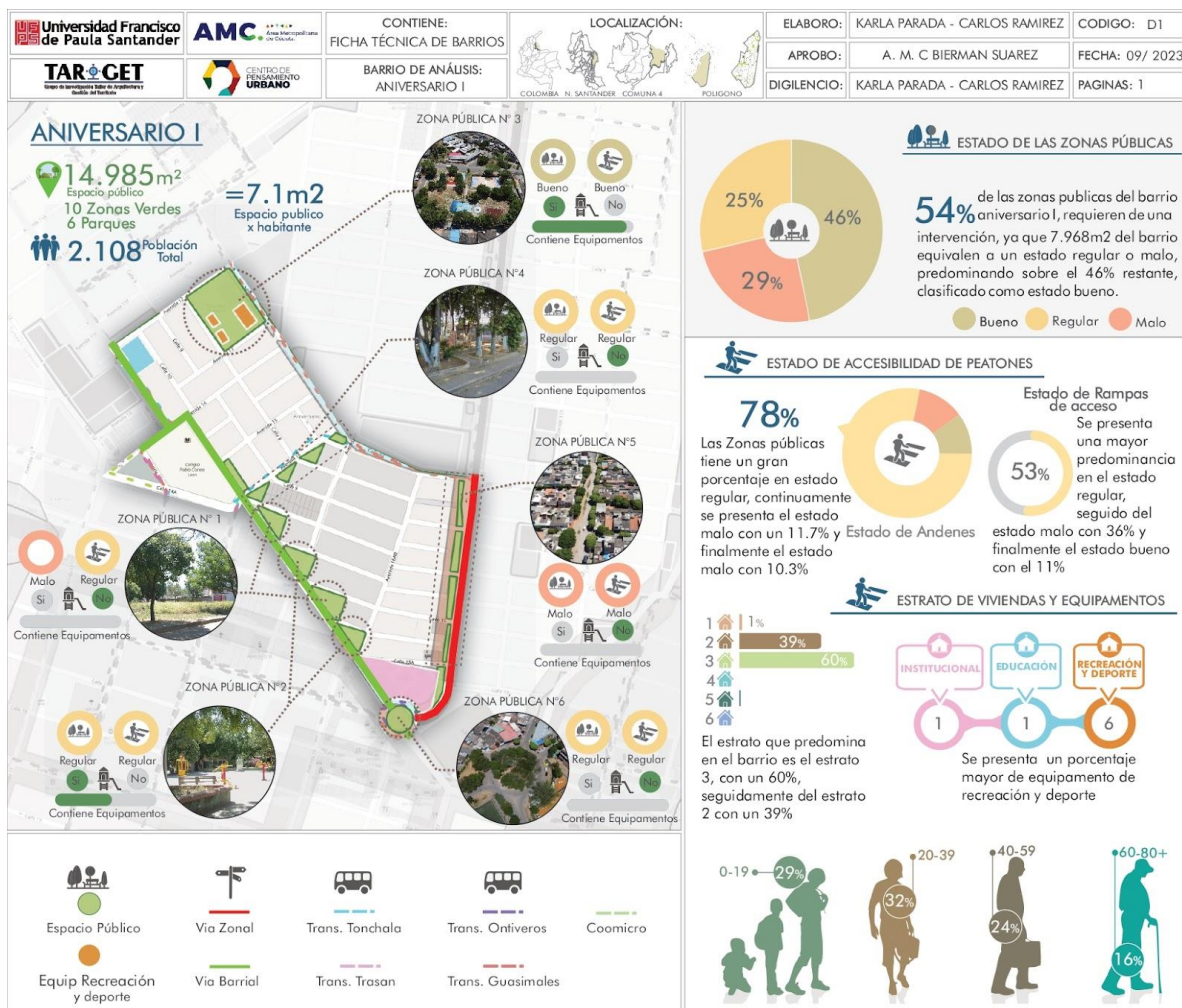 Universidad Francisco
de Paula Santander
AMC. Área Metropolitana
de Cúcuta
TARGET
Grupo de Investigación Taller de Arquitectura y
Gestión del Territorio
CENTRO DE
PENSAMIENTO
URBANO
CONTIENE:
FICHA TÉCNICA DE BARRIOS
BARRIO DE ANÁLISIS:
ANIVERSARIO I
LOCALIZACIÓN:
COLOMBIA N. SANTANDER COMUNA 4 POLIGONO
ELABORO: KARLA PARADA - CARLOS RAMIREZ CODIGO: D1
APROBO: A. M. C BIERMAN SUAREZ FECHA: 09/ 2023
DILIGENCIO: KARLA PARADA - CARLOS RAMIREZ PAGINAS: 1
ANIVERSARIO I
14.985m²
Espacio público
10 Zonas Verdes
6 Parques
2.108 Población
Total
=7.1m2
Espacio publico
x habitante
ZONA PÚBLICA N° 3
Bueno Bueno
Si No
Contiene Equipamentos
ZONA PÚBLICA N°4
Regular Regular
Si No
Contiene Equipamentos
ZONA PÚBLICA N°5
Malo Malo
Si No
Contiene Equipamentos
ZONA PÚBLICA N° 1
Malo Regular
Si No
Contiene Equipamentos
ZONA PÚBLICA N°2
Regular Regular
Si No
Contiene Equipamentos
ZONA PÚBLICA N°6
Regular Regular
Si No
Contiene Equipamentos
Espacio Público
Equip Recreación
y deporte
Via Zonal
Via Barrial
Trans. Tonchala
Trans. Trasan
Trans. Ontiveros
Trans. Guasimales
Coomicro
ESTADO DE LAS ZONAS PÚBLICAS
25%
46%
29%
54% de las zonas publicas del barrio
aniversario I, requieren de una
intervención, ya que 7.968m2 del barrio
equivalen a un estado regular o malo,
predominando sobre el 46% restante,
clasificado como estado bueno.
Bueno Regular Malo
ESTADO DE ACCESIBILIDAD DE PEATONES
78%
Las Zonas públicas
tiene un gran
porcentaje en estado
regular, continuamente
se presenta el estado
malo con un 11.7% y
finalmente el estado
malo con 10.3%
Estado de Andenes
Estado de Rampas
de acceso
53%
Se presenta
una mayor
predominancia
en el estado
regular,
seguido del
estado malo con 36% y
finalmente el estado bueno
con el 11%
ESTRATO DE VIVIENDAS Y EQUIPAMENTOS
1 1%
2 39%
3 60%
4
5
6
El estrato que predomina
en el barrio es el estrato
3, con un 60%,
seguidamente del estrato
2 con un 39%
INSTITUCIONAL
1
EDUCACIÓN
1
RECREACIÓN
Y DEPORTE
6
Se presenta un porcentaje
mayor de equipamento de
recreación y deporte
0-19 29%
20-39
32%
40-59
24%
60-80+
16%